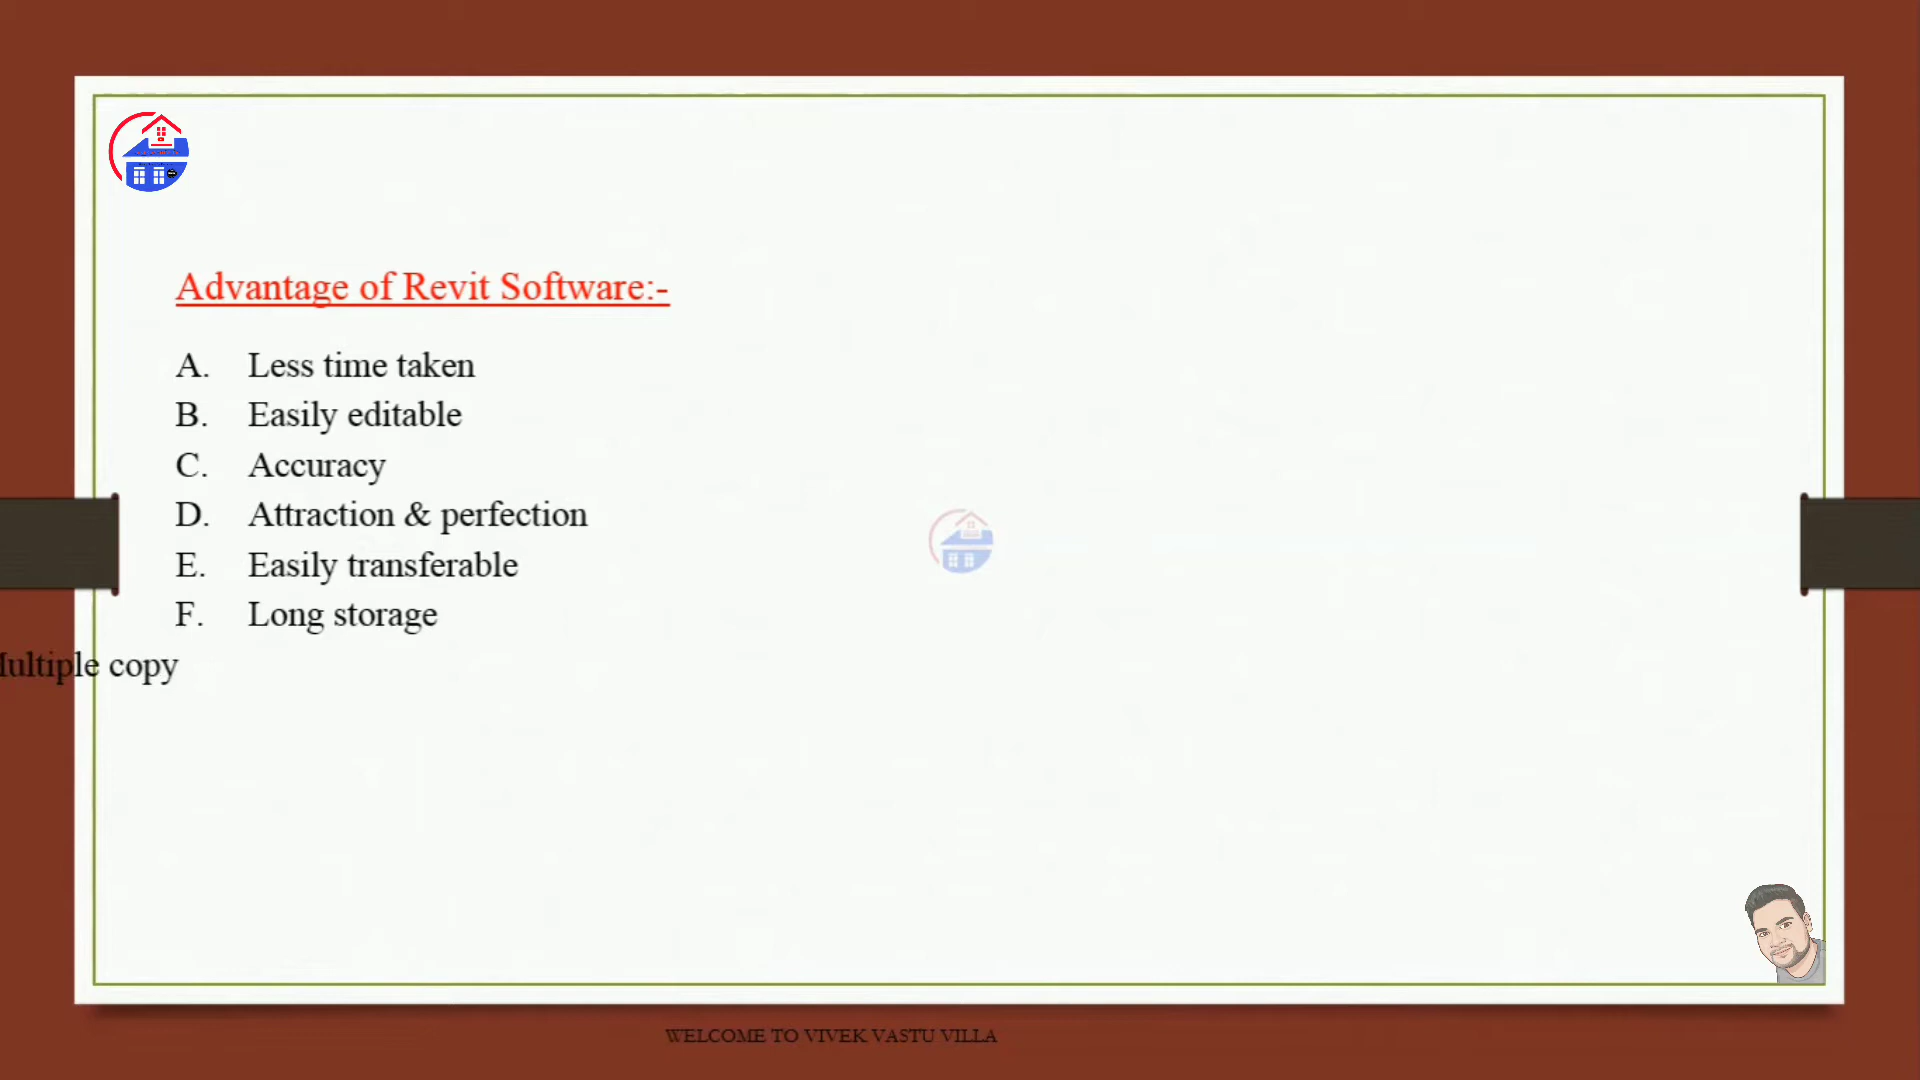 Advantage of Revit Software:-
A. Less time taken
B. Easily editable
C. Accuracy
D. Attraction & perfection
E. Easily transferable
F. Long storage
copy
WELCOME TO VIVEK VASTU VILLA